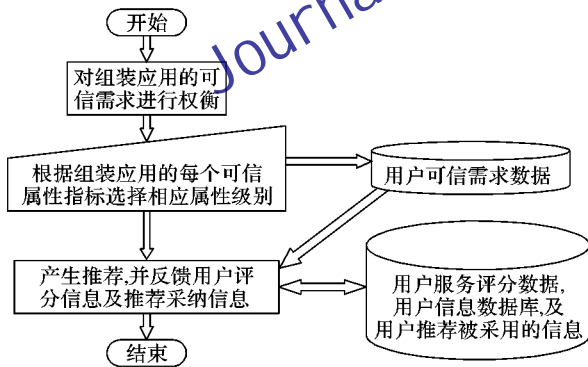 开始
Journa
对组装应用的可
信需求进行权衡
根据组装应用的每个可信
属性指标选择相应属性级别
用户可信需求数据
产生推荐,并反馈用户评
分信息及推荐采纳信息
用户服务评分数据,
用户信息数据库,及
用户推荐被采用的信息
结束